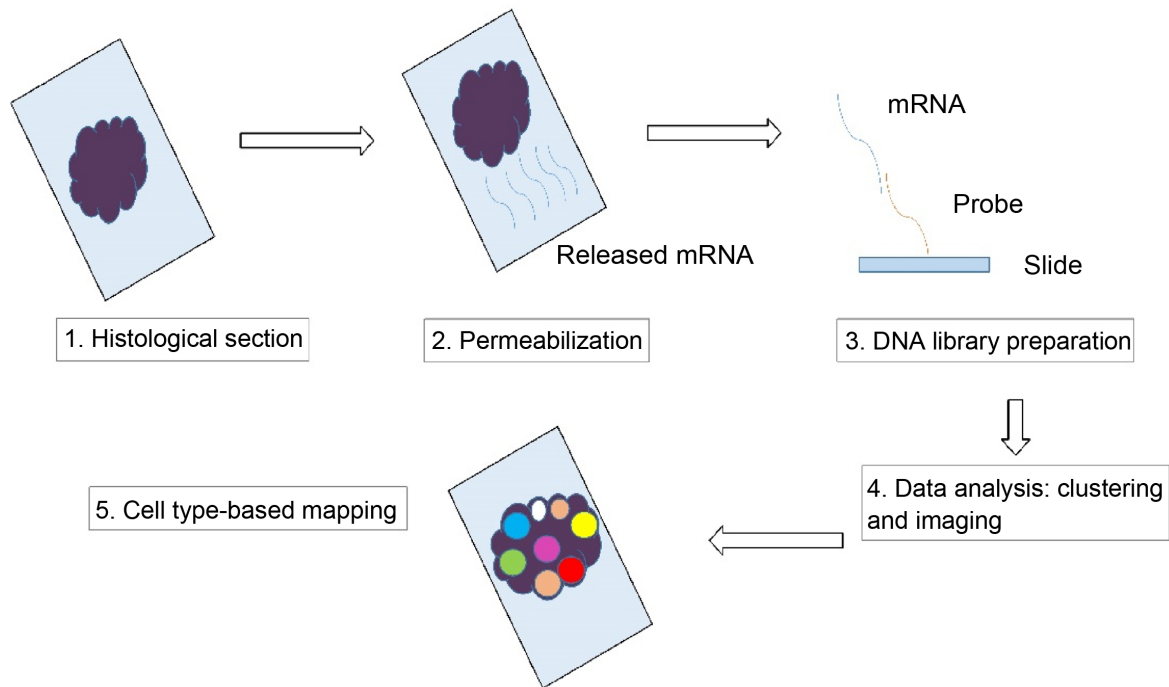 mRNA
Probe
Released mRNA
Slide
1. Histological section
2. Permeabilization
3. DNA library preparation
4. Data analysis: clustering
and imaging
5. Cell type-based mapping